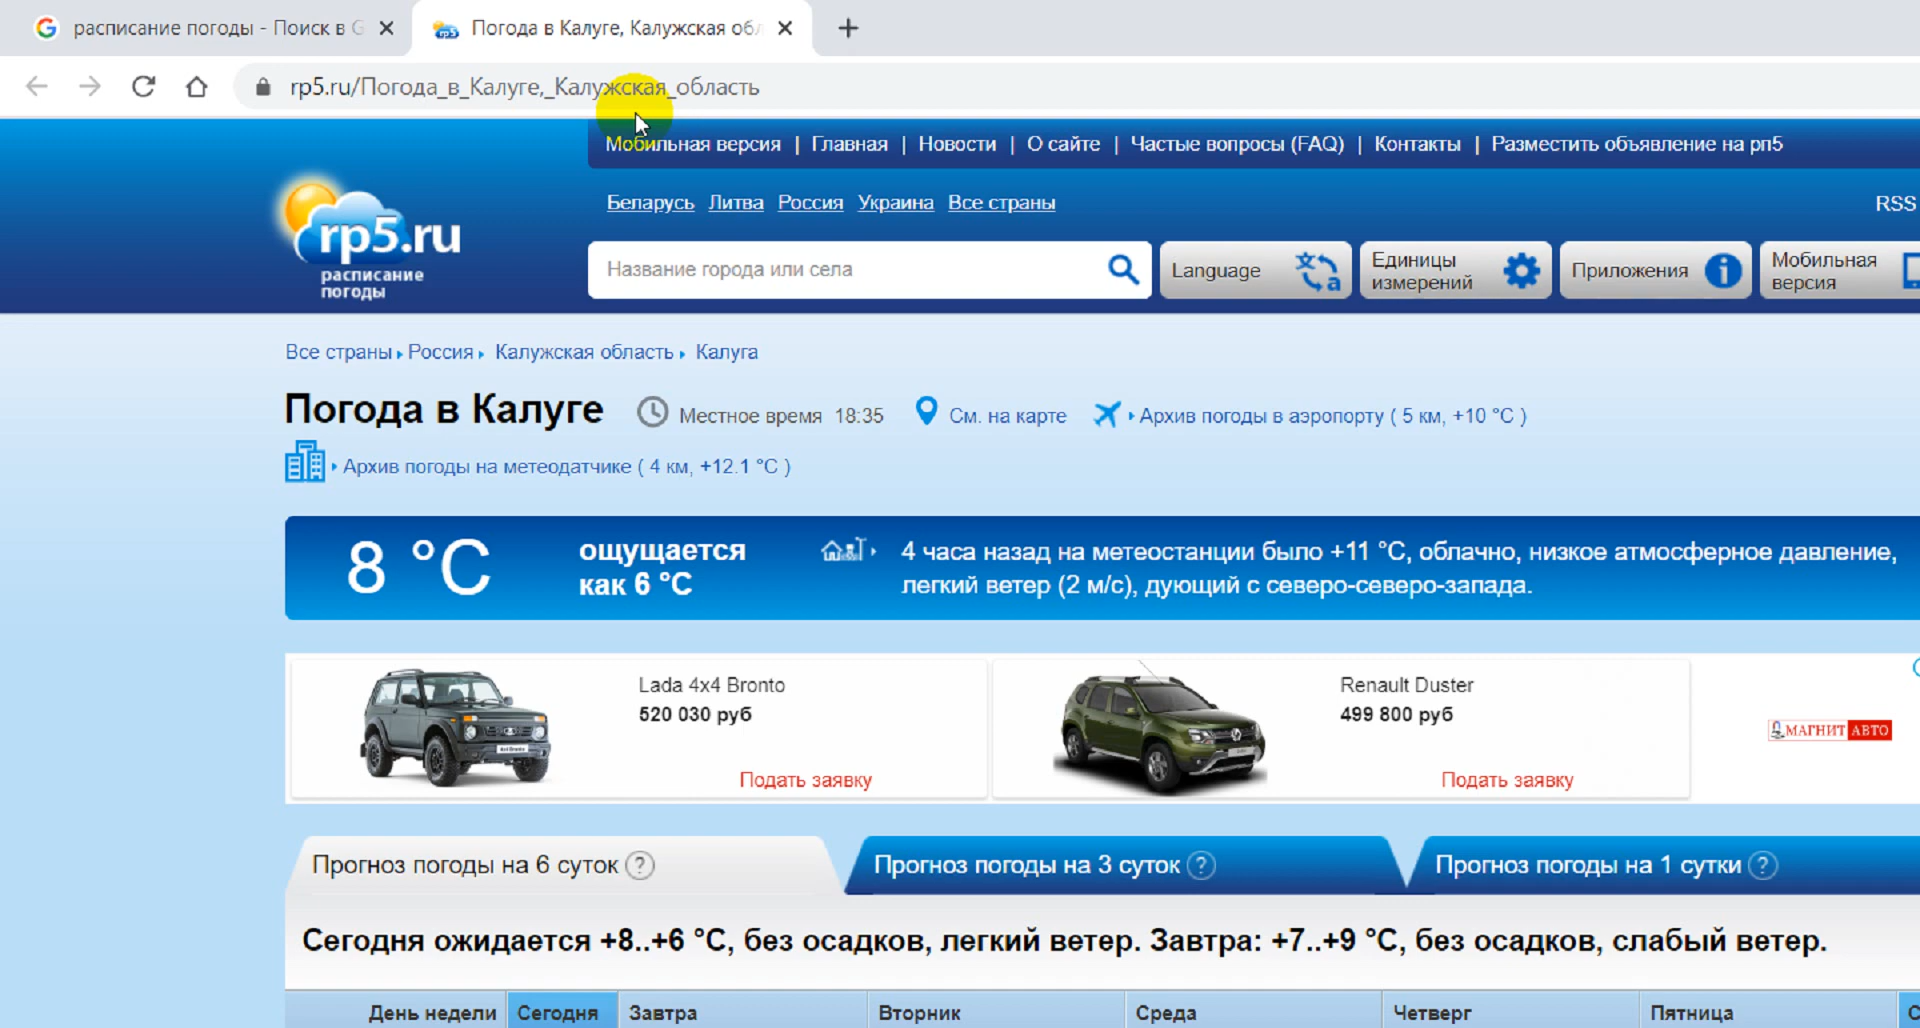 расписание погоды - Поиск в G
Погода в Калуге, Калужская обл
rp5.ru/Погода_в_Калуге,_Калужская_область
Мобильная версия | Главная | Новости | О сайте | Частые вопросы (FAQ) | Контакты | Разместить объявление на рп5
Беларусь Литва Россия Украина Все страны
RSS
rp5.ru
расписание
погоды
Название города или села
Language
Единицы
измерений
Приложения
Мобильная
версия
Все страны Россия Калужская область Калуга
Погода в Калуге
Местное время 18:35
См. на карте
Архив погоды в аэропорту ( 5 км, +10 °C )
Архив погоды на метеодатчике ( 4 км, +12.1 °C )
8 °C
ощущается
как 6 °C
4 часа назад на метеостанции было +11 °C, облачно, низкое атмосферное давление,
легкий ветер (2 м/с), дующий с северо-северо-запада.
Lada 4x4 Bronto
520 030 руб
Подать заявку
Renault Duster
499 800 руб
Подать заявку
МАГНИТ АВТО
Прогноз погоды на 6 суток ?
Прогноз погоды на 3 суток ?
Прогноз погоды на 1 сутки ?
Сегодня ожидается +8..+6 °C, без осадков, легкий ветер. Завтра: +7..+9 °C, без осадков, слабый ветер.
День недели Сегодня Завтра Вторник Среда Четверг Пятница С